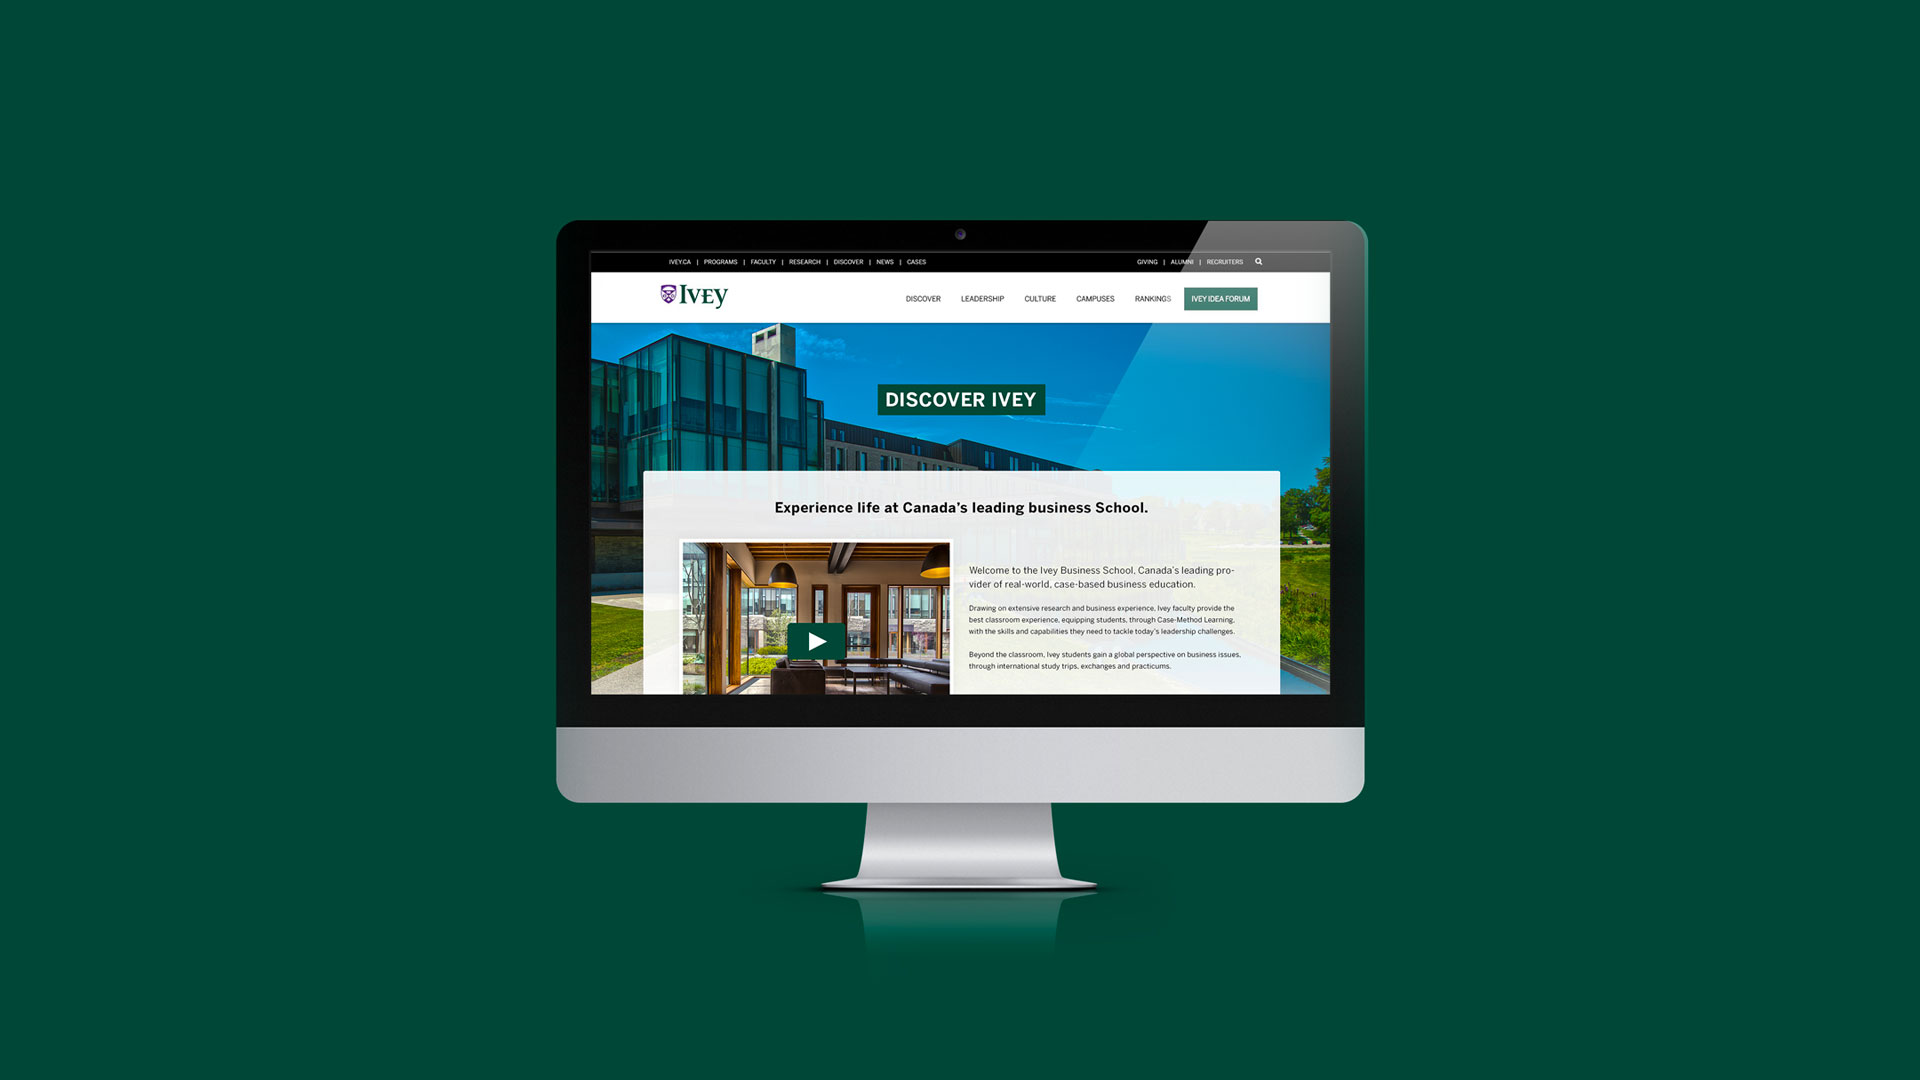 IVEY.CA | PROGRAMS | FACULTY | RESEARCH | DISCOVER | NEWS | CASES
GIVING | ALUMNI | RECRUITERS
IVEY
DISCOVER
LEADERSHIP
CULTURE
CAMPUSES
RANKINGS
IVEY IDEA FORUM
DISCOVER IVEY
Experience life at Canada's leading business School.
Welcome to the Ivey Business School, Canada's leading pro-
vider of real-world, case-based business education.
Drawing on extensive research and business experience, Ivey faculty provide the
best classroom experience, equipping students, through Case-Method Learning,
with the skills and capabilities they need to tackle today's leadership challenges.
Beyond the classroom, Ivey students gain a global perspective on business issues,
through international study trips, exchanges and practicums.